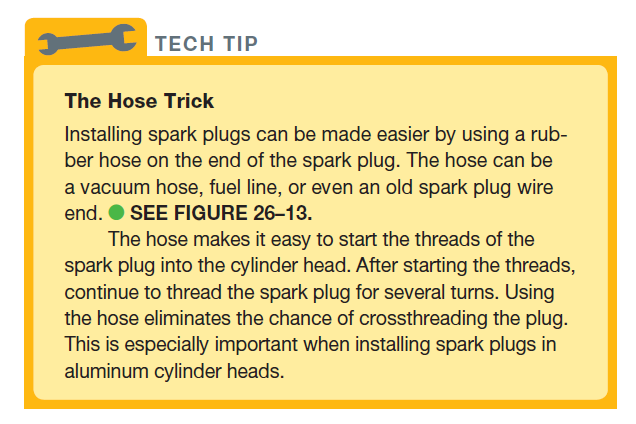 TECH TIP
The Hose Trick
Installing spark plugs can be made easier by using a rub-
ber hose on the end of the spark plug. The hose can be
a vacuum hose, fuel line, or even an old spark plug wire
end. ● SEE FIGURE 26–13.
The hose makes it easy to start the threads of the
spark plug into the cylinder head. After starting the threads,
continue to thread the spark plug for several turns. Using
the hose eliminates the chance of crossthreading the plug.
This is especially important when installing spark plugs in
aluminum cylinder heads.